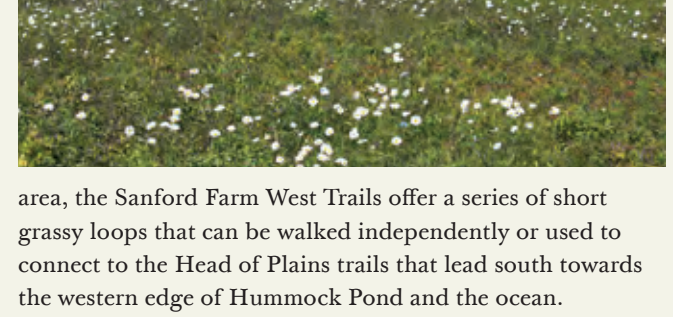 area, the Sanford Farm West Trails offer a series of short
grassy loops that can be walked independently or used to
connect to the Head of Plains trails that lead south towards
the western edge of Hummock Pond and the ocean.